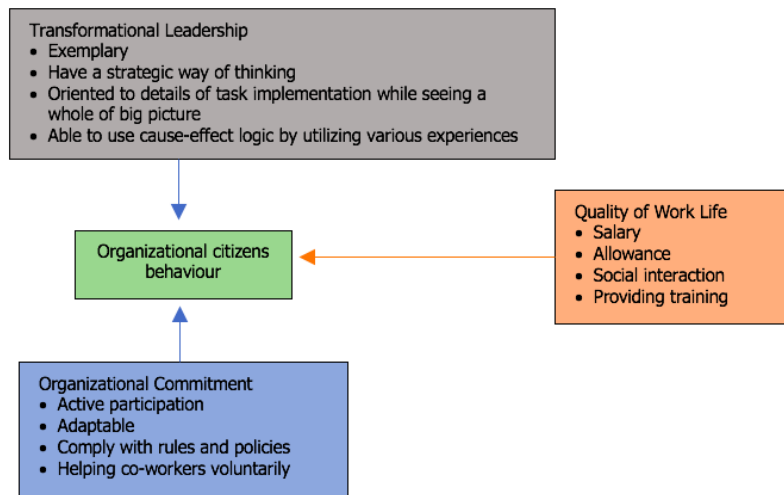 Transformational Leadership
• Exemplary
• Have a strategic way of thinking
• Oriented to details of task implementation while seeing a
whole of big picture
• Able to use cause-effect logic by utilizing various experiences
Quality of Work Life
• Salary
• Allowance
• Social interaction
• Providing training
Organizational citizens
behaviour
Organizational Commitment
• Active participation
• Adaptable
• Comply with rules and policies
• Helping co-workers voluntarily